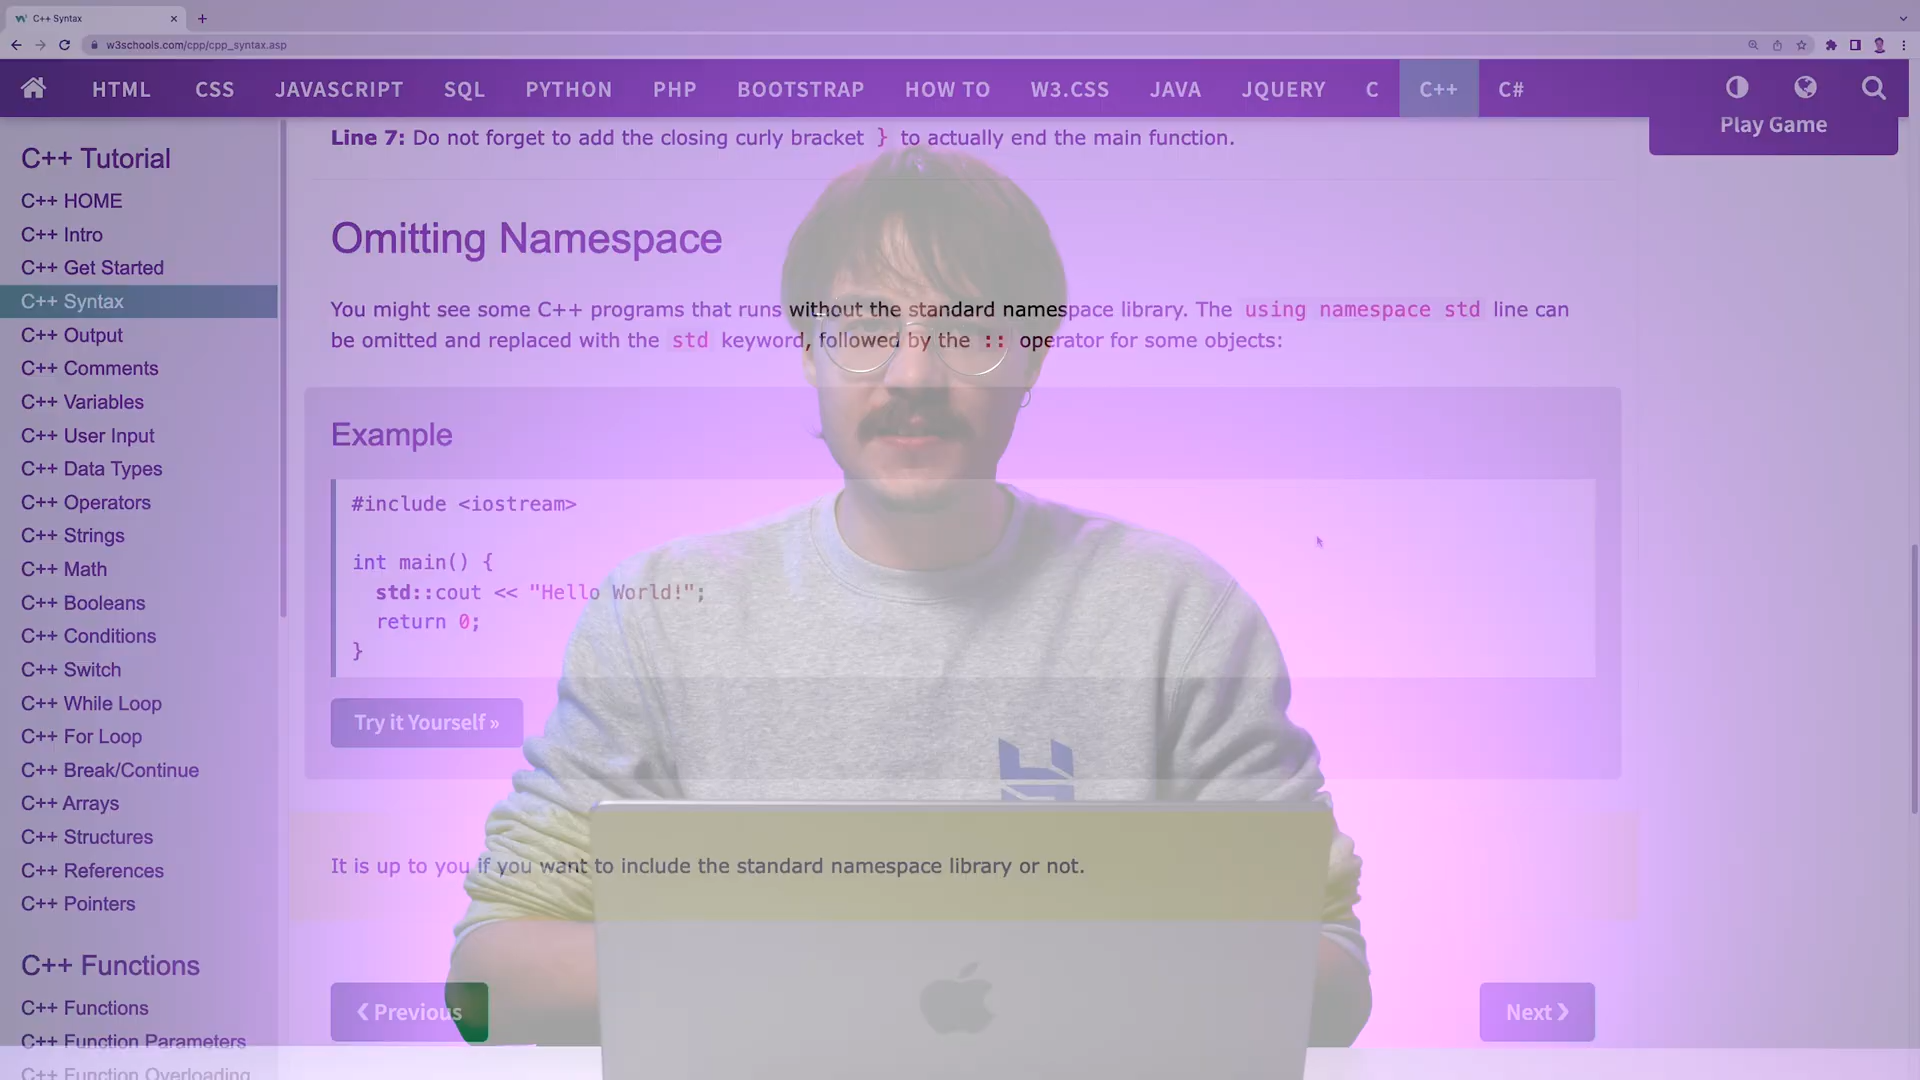 C++ Syntax
w3schools.com/cpp/cpp_syntax.asp
HTML CSS JAVASCRIPT SQL PYTHON PHP BOOTSTRAP HOW TO W3.CSS JAVA JQUERY C C++ C#
Play Game
C++ Tutorial
C++ HOME
C++ Intro
C++ Get Started
C++ Syntax
C++ Output
C++ Comments
C++ Variables
C++ User Input
C++ Data Types
C++ Operators
C++ Strings
C++ Math
C++ Booleans
C++ Conditions
C++ Switch
C++ While Loop
C++ For Loop
C++ Break/Continue
C++ Arrays
C++ Structures
C++ References
C++ Pointers
C++ Functions
C++ Functions
C++ Function Parameters
C++ Function Overloading
Line 7: Do not forget to add the closing curly bracket } to actually end the main function.
Omitting Namespace
You might see some C++ programs that runs without the standard namespace library. The using namespace std line can
be omitted and replaced with the std keyword, followed by the :: operator for some objects:
Example
#include <iostream>
int main() {
std::cout << "Hello World!";
return 0;
}
Try it Yourself »
It is up to you if you want to include the standard namespace library or not.
❮ Previous
Next ❯